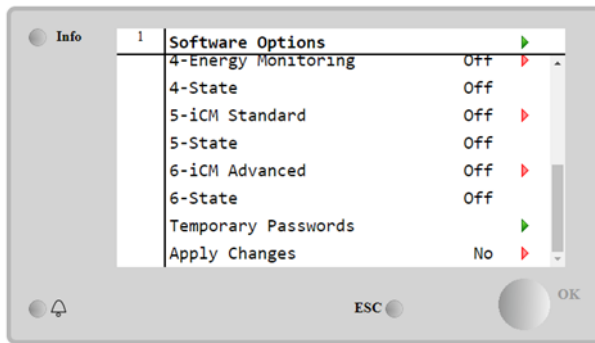 Info
1 Software Options
4-Energy Monitoring Off
4-State Off
5-iCM Standard Off
5-State Off
6-iCM Advanced Off
6-State Off
Temporary Passwords
Apply Changes No
ESC
OK